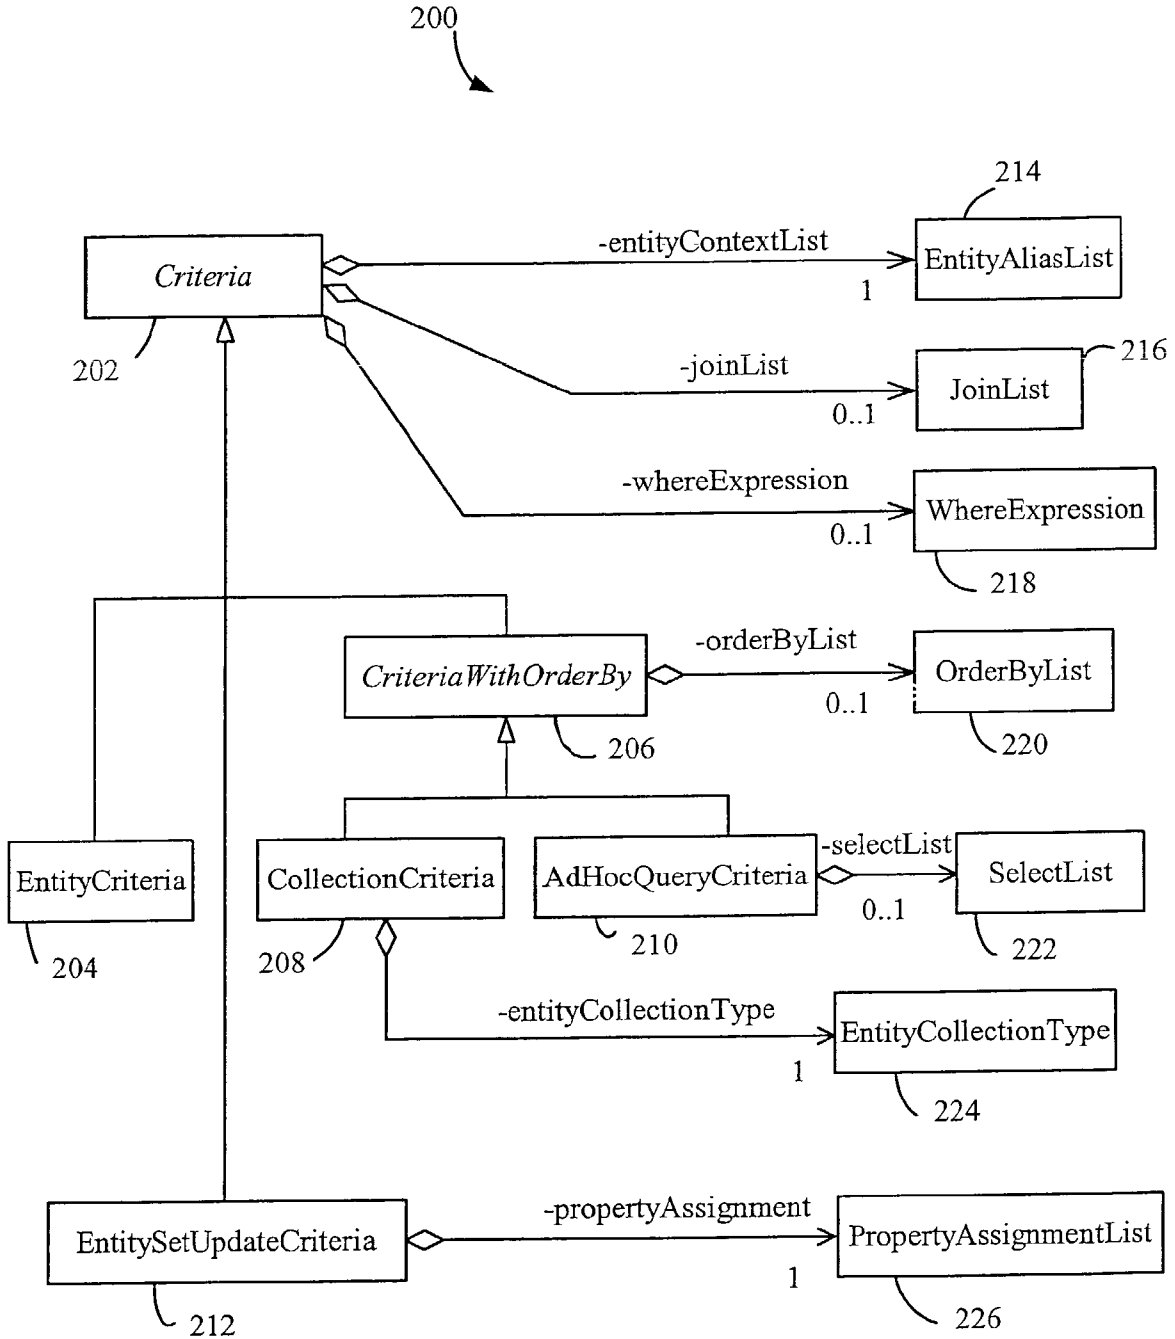 200
214
-entityContextList
EntityAliasList
Criteria
1
202
-joinList
216
JoinList
0..1
-whereExpression
WhereExpression
0..1
218
-orderByList
CriteriaWithOrderBy
OrderByList
0..1
206
220
-selectList
EntityCriteria
CollectionCriteria
AdHocQueryCriteria
SelectList
0..1
204
208
210
222
-entityCollectionType
EntityCollectionType
1
224
-propertyAssignment
EntitySetUpdateCriteria
PropertyAssignmentList
1
212
226